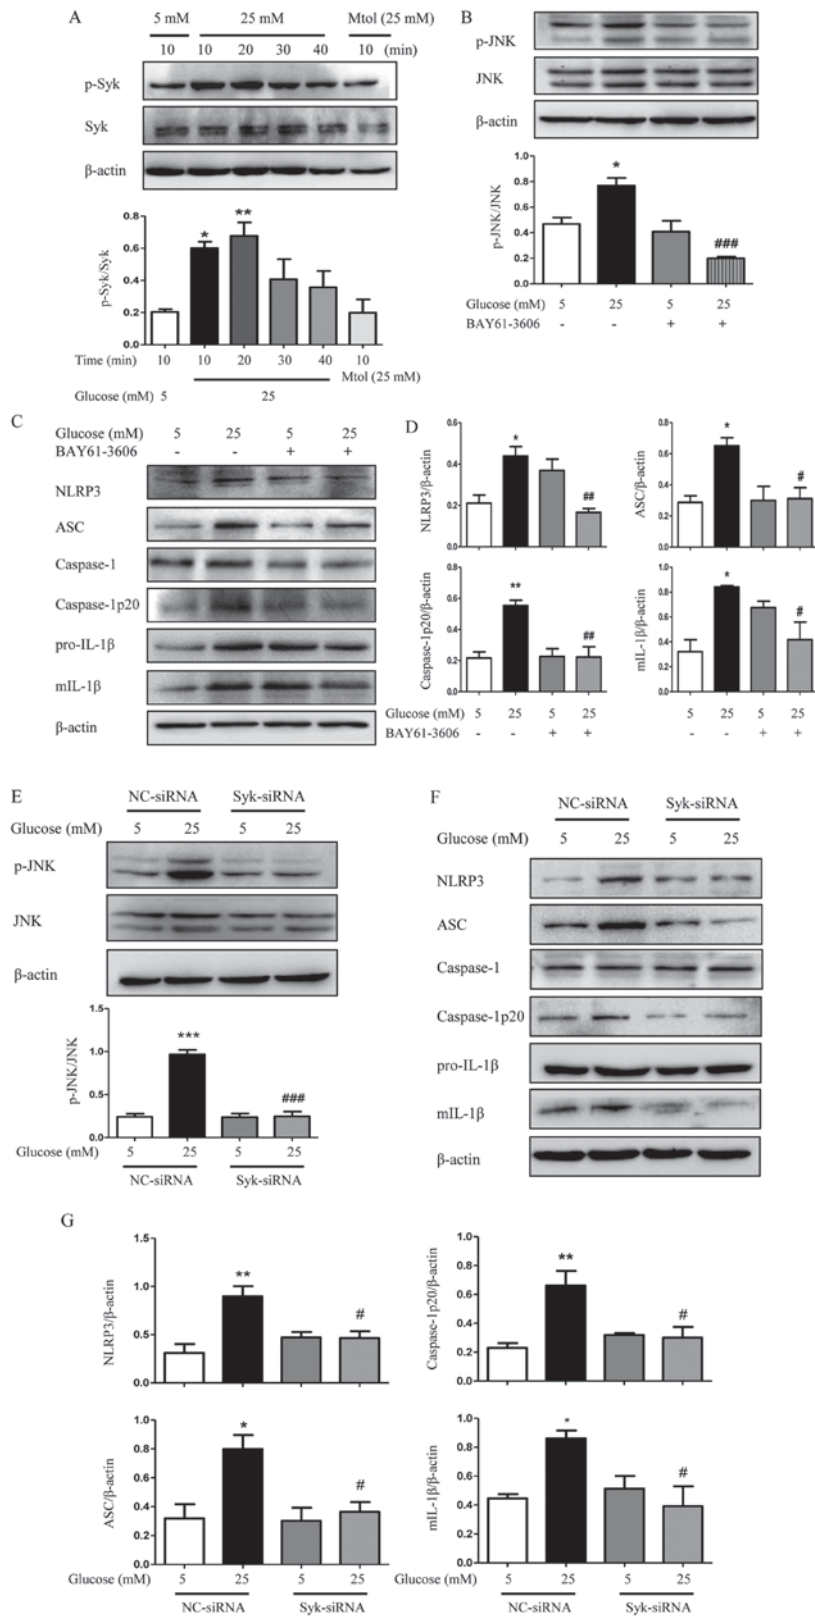 A
5 mM 25 mM Mtol (25 mM)
10 10 20 30 40 10 (min)
p-Syk
Syk
β-actin
p-Syk/Syk
0.8
0.6
0.4
0.2
0.0
* **
Time (min) 10 10 20 30 40 10
Mtol (25 mM)
Glucose (mM) 5 25
B
p-JNK
JNK
β-actin
p-JNK/JNK
1.0
0.8
0.6
0.4
0.2
0.0
* ###
Glucose (mM) 5 25 5 25
BAY61-3606 - - + +
C
Glucose (mM) 5 25 5 25
BAY61-3606 - - + +
NLRP3
ASC
Caspase-1
Caspase-1p20
pro-IL-1β
mIL-1β
β-actin
D
NLRP3/β-actin
0.6
0.4
0.2
0.0
* ##
ASC/β-actin
0.8
0.6
0.4
0.2
0.0
* #
Caspase-1p20/β-actin
0.8
0.6
0.4
0.2
0.0
** ##
mIL-1β/β-actin
1.0
0.8
0.6
0.4
0.2
0.0
* #
Glucose (mM) 5 25 5 25 5 25 5 25
BAY61-3606 - - + + - - + +
E
NC-siRNA Syk-siRNA
Glucose (mM) 5 25 5 25
p-JNK
JNK
β-actin
p-JNK/JNK
1.5
1.0
0.5
0.0
*** ###
Glucose (mM) 5 25 5 25
NC-siRNA Syk-siRNA
F
NC-siRNA Syk-siRNA
Glucose (mM) 5 25 5 25
NLRP3
ASC
Caspase-1
Caspase-1p20
pro-IL-1β
mIL-1β
β-actin
G
NLRP3/β-actin
1.5
1.0
0.5
0.0
** #
Caspase-1p20/β-actin
1.0
0.8
0.6
0.4
0.2
0.0
** #
ASC/β-actin
1.0
0.8
0.6
0.4
0.2
0.0
* #
mIL-1β/β-actin
1.0
0.8
0.6
0.4
0.2
0.0
* #
Glucose (mM) 5 25 5 25 Glucose (mM) 5 25 5 25
NC-siRNA Syk-siRNA NC-siRNA Syk-siRNA